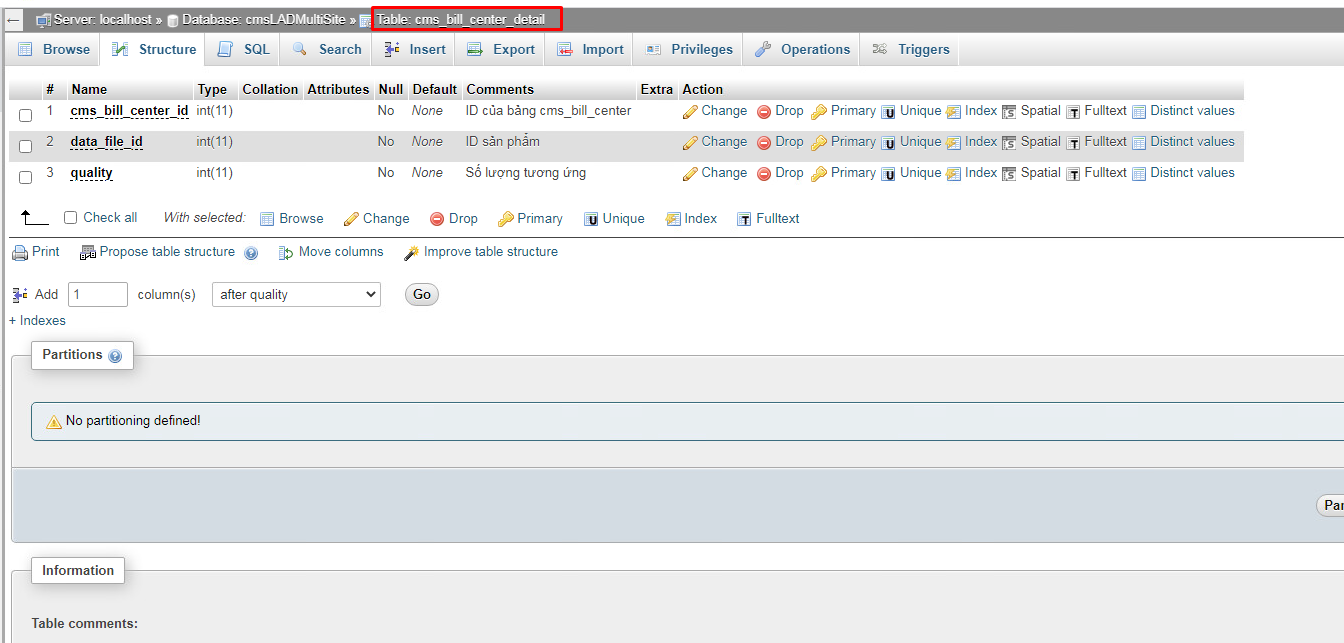 Server: localhost » Database: cmsLADMultiSite » Table: cms_bill_center_detail
Browse Structure SQL Search Insert Export Import Privileges Operations Triggers
# Name Type Collation Attributes Null Default Comments Extra Action
1 cms_bill_center_id int(11) No None ID của bảng cms_bill_center Change Drop Primary Unique Index Spatial Fulltext Distinct values
2 data_file_id int(11) No None ID sản phẩm Change Drop Primary Unique Index Spatial Fulltext Distinct values
3 quality int(11) No None Số lượng tương ứng Change Drop Primary Unique Index Spatial Fulltext Distinct values
Check all With selected: Browse Change Drop Primary Unique Index Fulltext
Print Propose table structure Move columns Improve table structure
Add 1 column(s) after quality Go
+ Indexes
Partitions
No partitioning defined!
Par
Information
Table comments: